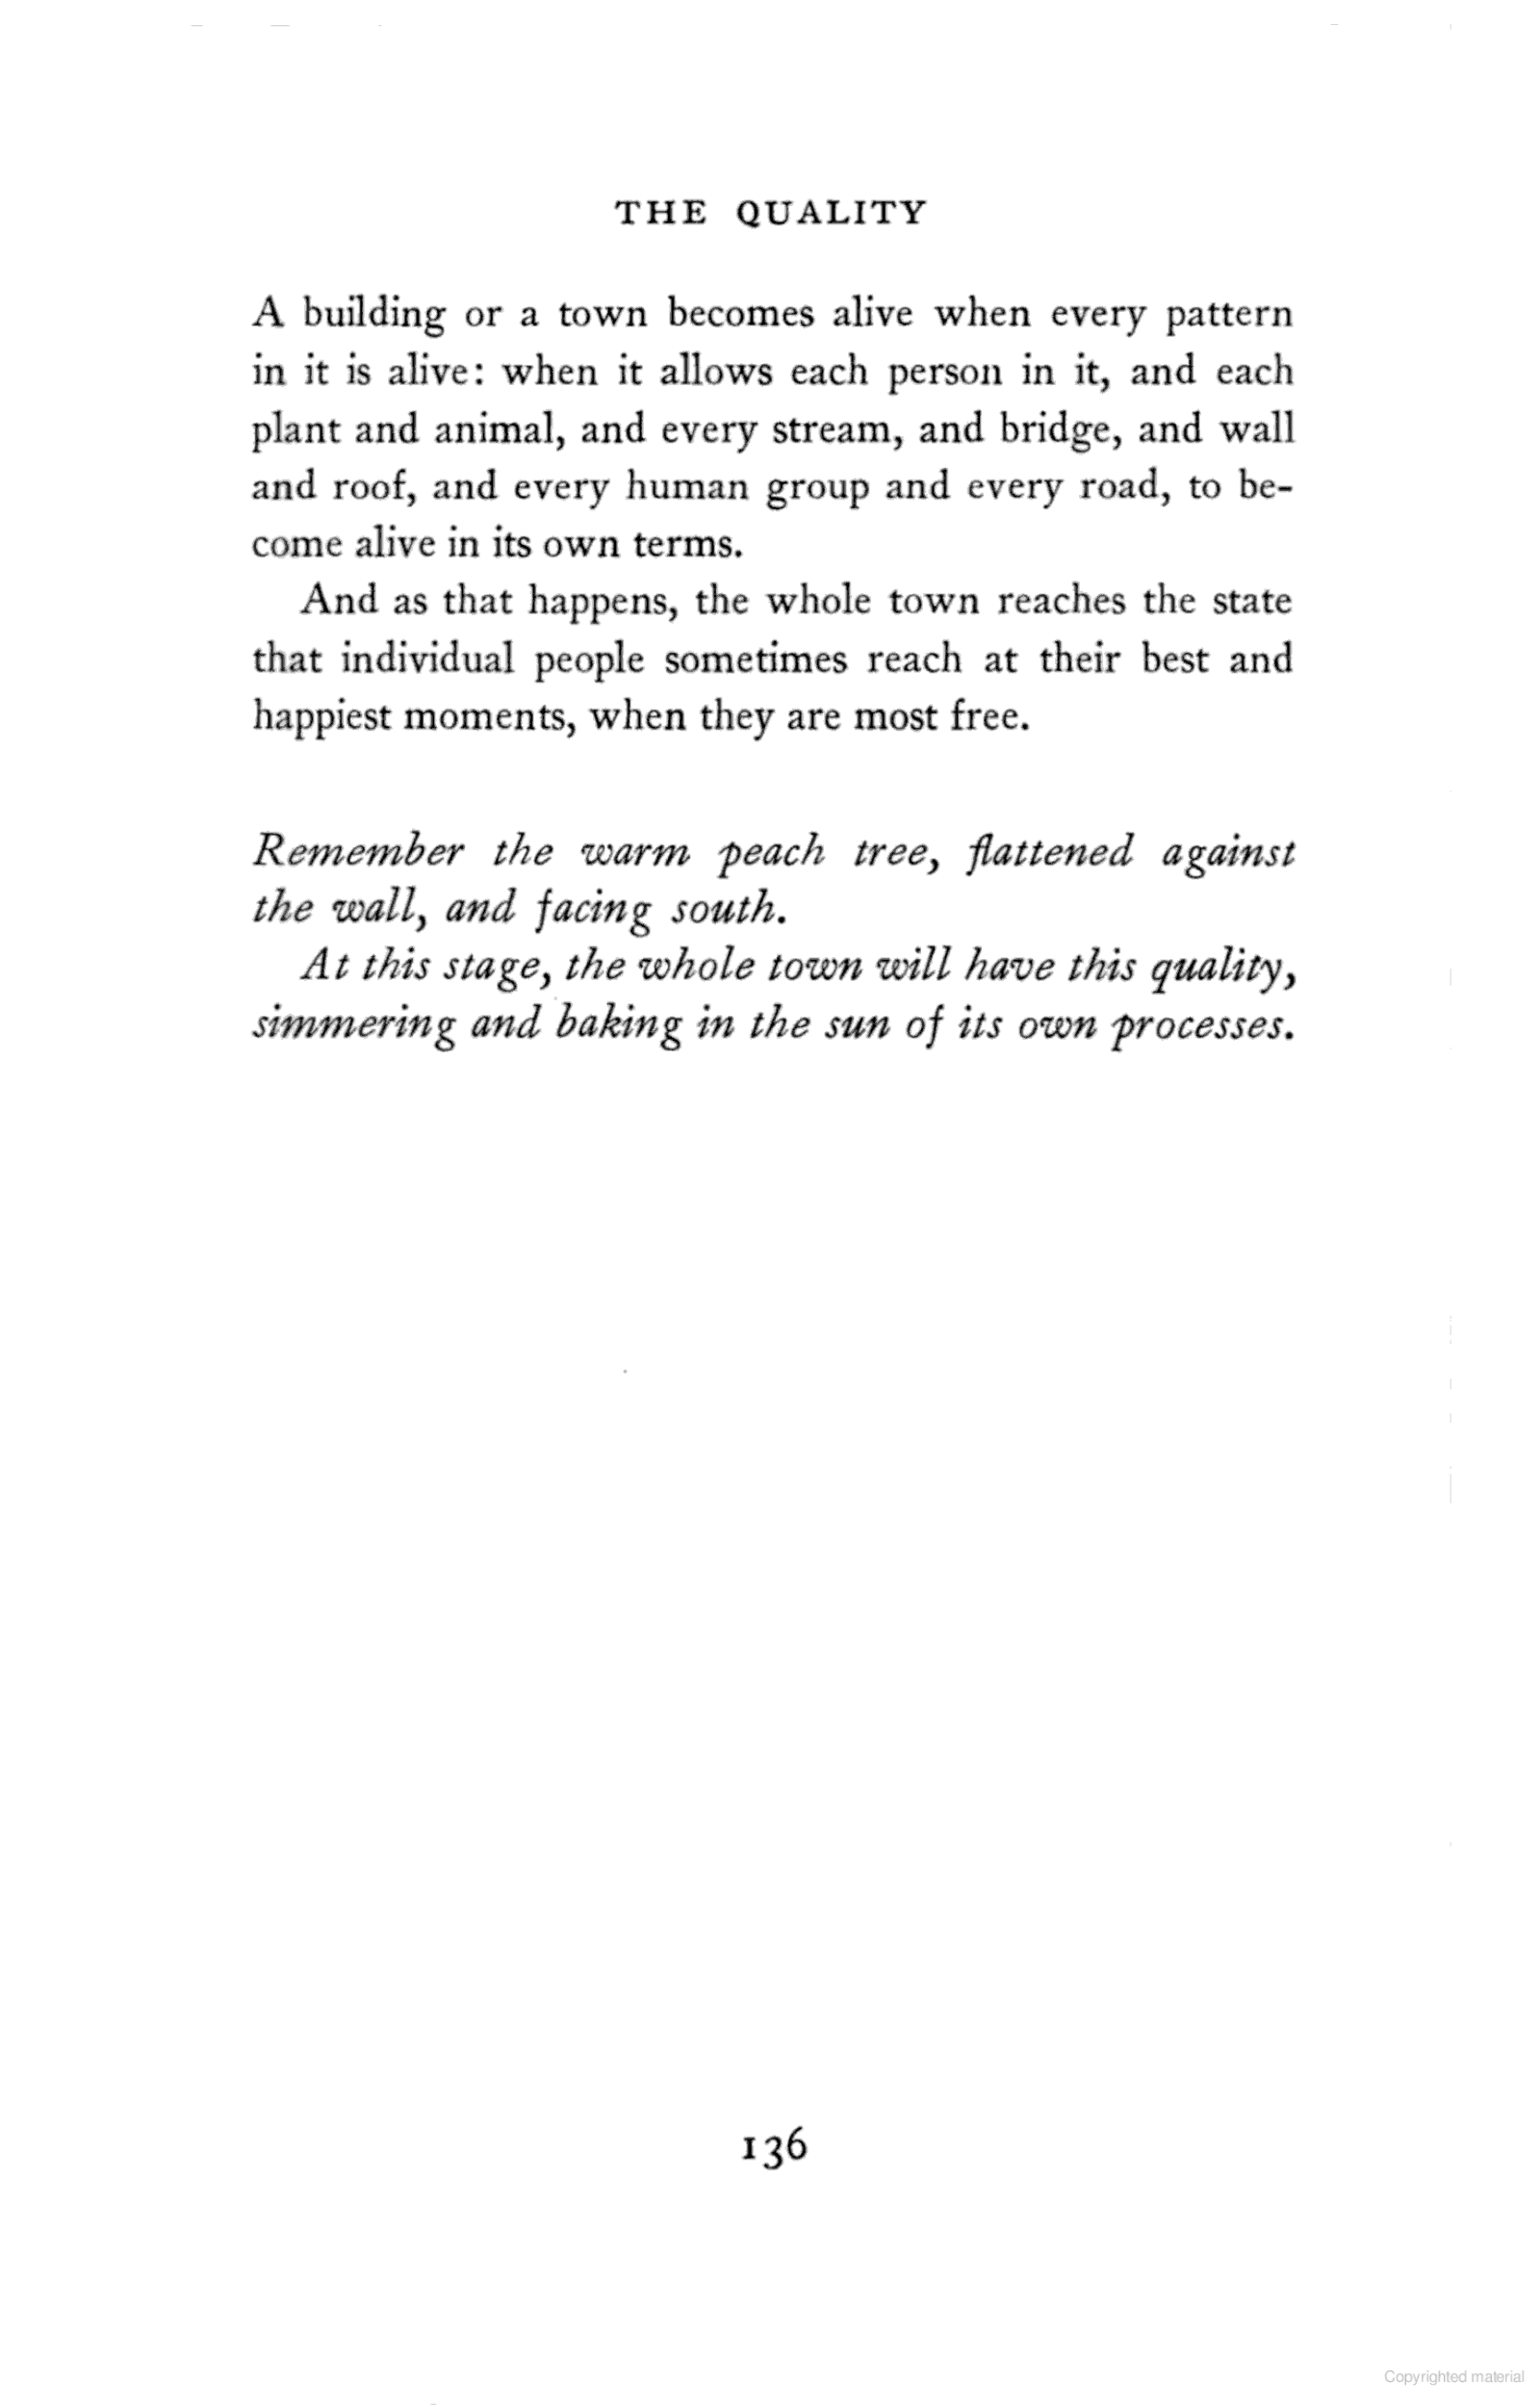 THE QUALITY
A building or a town becomes alive when every pattern
in it is alive: when it allows each person in it, and each
plant and animal, and every stream, and bridge, and wall
and roof, and every human group and every road, to be-
come alive in its own terms.
And as that happens, the whole town reaches the state
that individual people sometimes reach at their best and
happiest moments, when they are most free.
Remember the warm peach tree, flattened against
the wall, and facing south.
At this stage, the whole town will have this quality,
simmering and baking in the sun of its own processes.
136
Copyrighted material